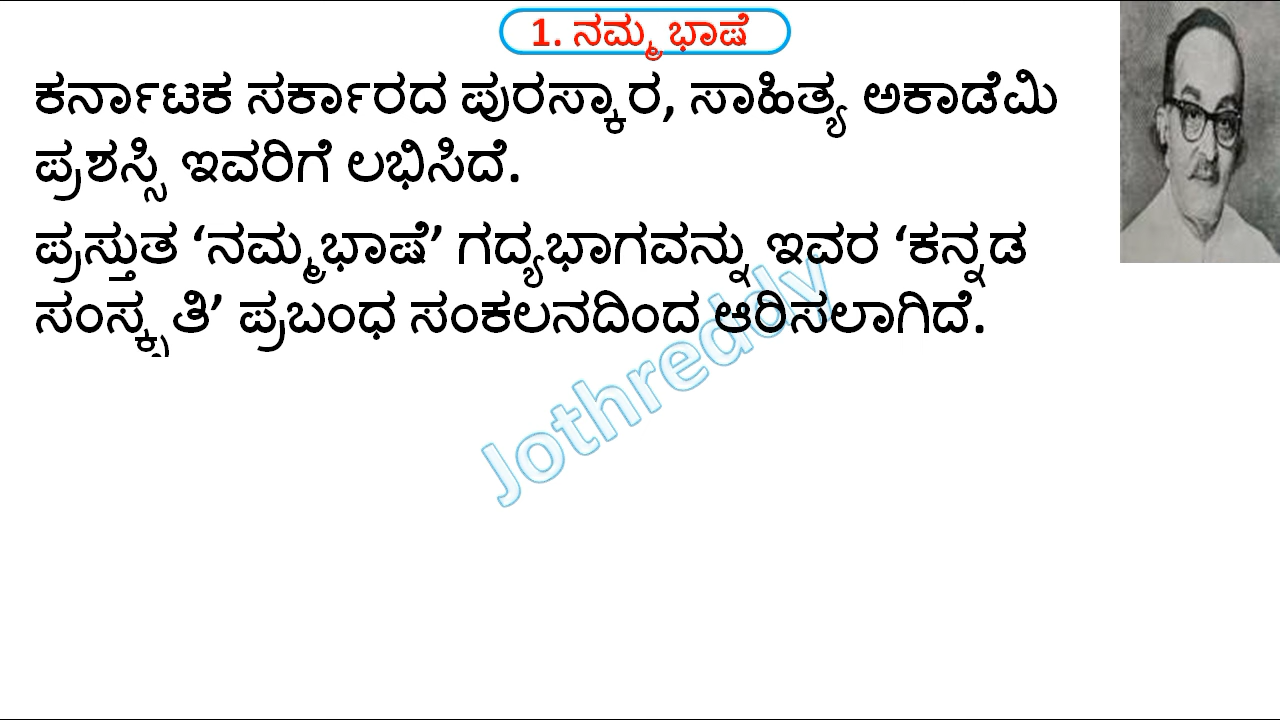 1. ನಮ್ಮ ಭಾಷೆ
ಕರ್ನಾಟಕ ಸರ್ಕಾರದ ಪುರಸ್ಕಾರ, ಸಾಹಿತ್ಯ ಅಕಾಡೆಮಿ
ಪ್ರಶಸ್ಸಿ ಇವರಿಗೆ ಲಭಿಸಿದೆ.
ಪ್ರಸ್ತುತ ‘ನಮ್ಮಭಾಷೆ’ ಗದ್ಯಭಾಗವನ್ನು ಇವರ ‘ಕನ್ನಡ
ಸಂಸ್ಕೃತಿ’ ಪ್ರಬಂಧ ಸಂಕಲನದಿಂದ ಆರಿಸಲಾಗಿದೆ.
Jothreddy